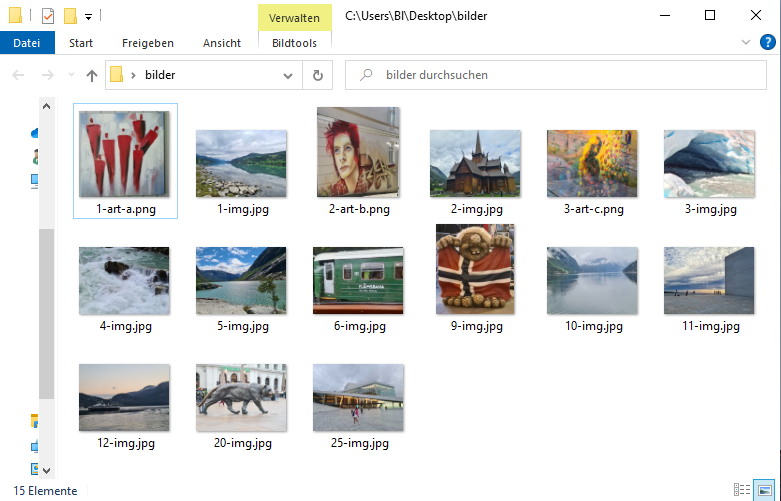 Verwalten
C:\Users\BI\Desktop\bilder
Datei Start Freigeben Ansicht Bildtools
bilder
bilder durchsuchen
1-art-a.png 1-img.jpg 2-art-b.png 2-img.jpg 3-art-c.png 3-img.jpg
FLÅMSBANA
4-img.jpg 5-img.jpg 6-img.jpg 9-img.jpg 10-img.jpg 11-img.jpg
12-img.jpg 20-img.jpg 25-img.jpg
15 Elemente